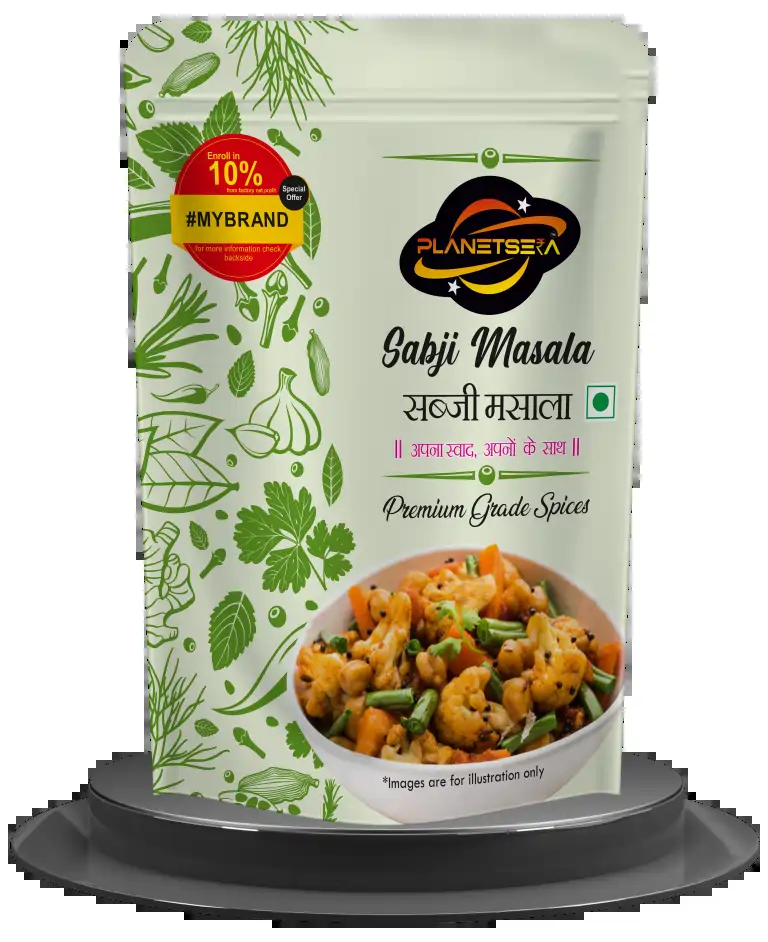 Enroll in
10%
from factory net profit
Special
Offer
#MYBRAND
for more information check
backside
PLANETSERA
Sabji Masala
सब्जी मसाला
|| अपना स्वाद, अपनों के साथ ||
Premium Grade Spices
*Images are for illustration only